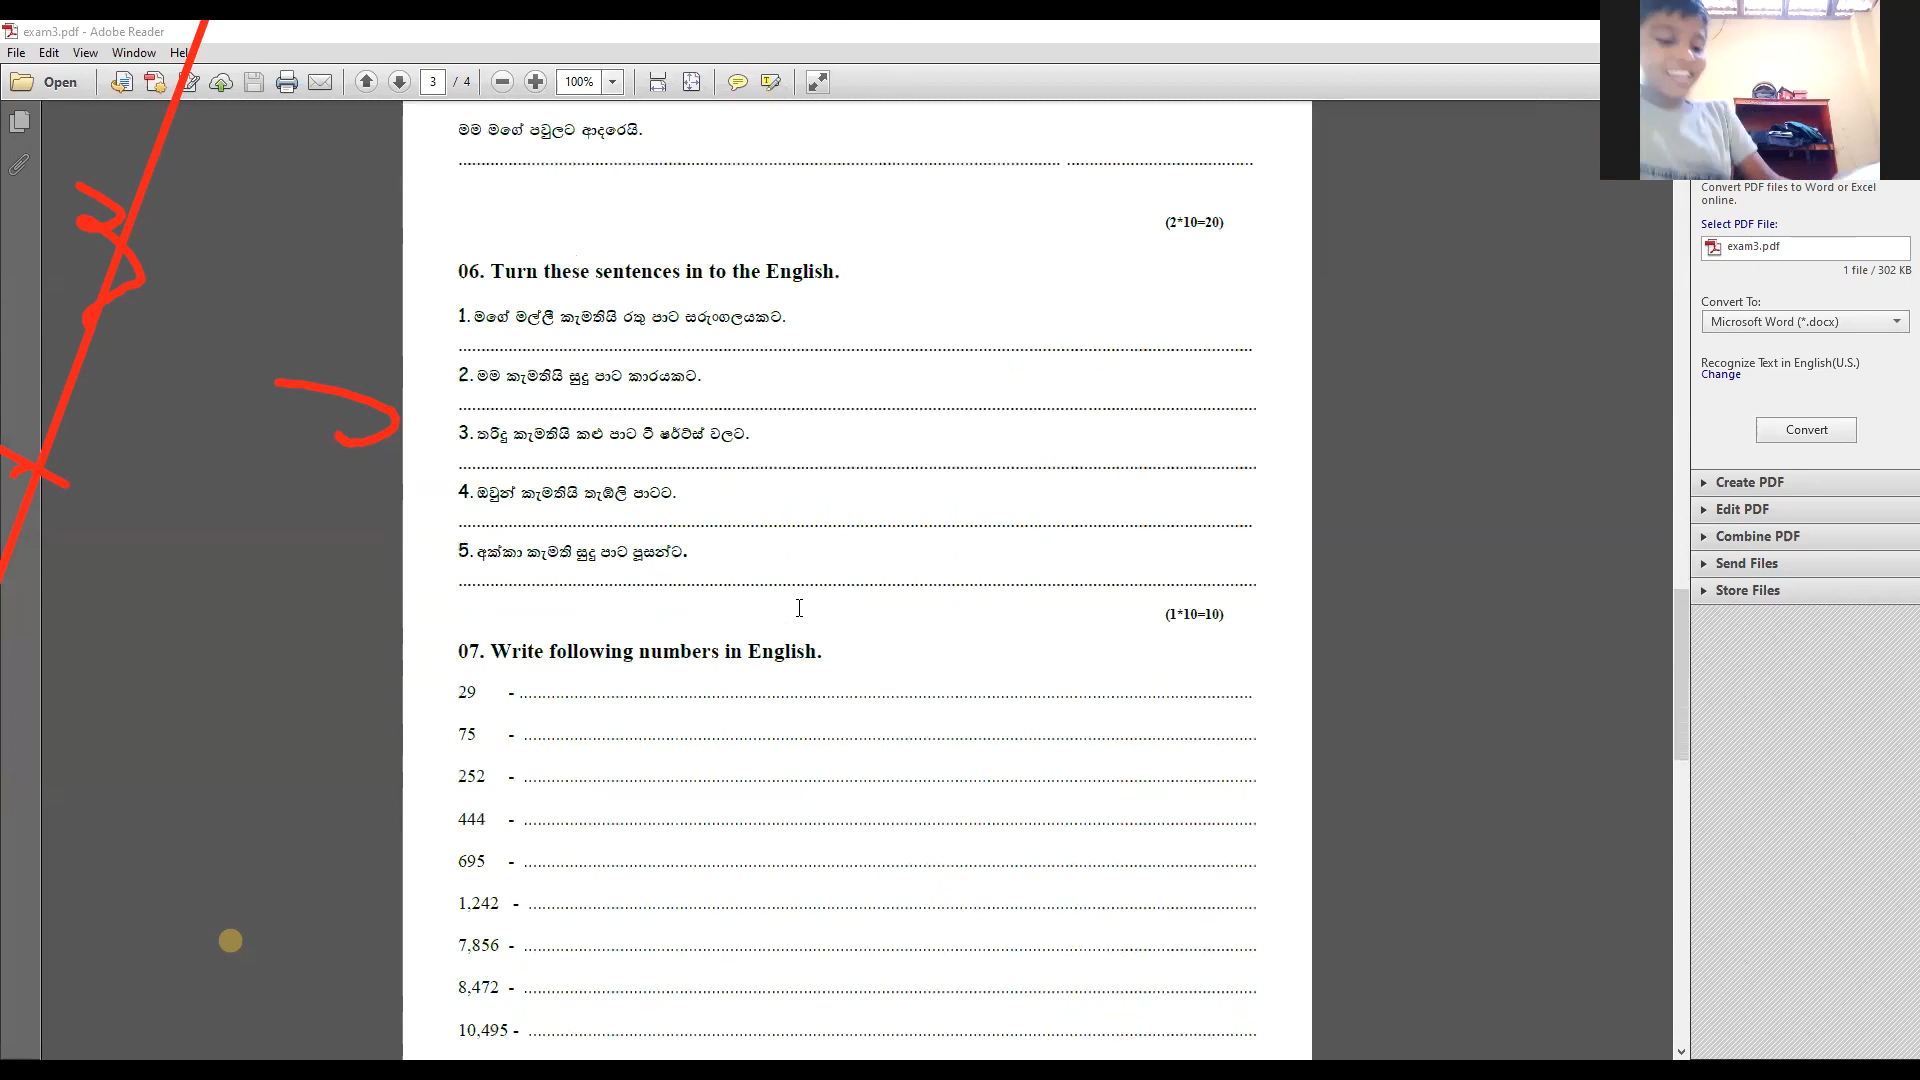 exam3.pdf - Adobe Reader
File Edit View Window Hel
Open 3 / 4 100%
මම මගේ පවුලට ආදරෙයි.
(2*10=20)
06. Turn these sentences in to the English.
1. මගේ මල්ලී කැමතියි රතු පාට සරුංගලයකට.
2. මම කැමතියි සුදු පාට කාරයකට.
3. තරිදු කැමතියි කළු පාට ටී ෂර්ට්ස් වලට.
4. ඔවුන් කැමතියි තැඹිලි පාටට.
5. අක්කා කැමති සුදු පාට පූසන්ට.
(1*10=10)
07. Write following numbers in English.
29 -
75 -
252 -
444 -
695 -
1,242 -
7,856 -
8,472 -
10,495 -
Convert PDF files to Word or Excel
online.
Select PDF File:
exam3.pdf
1 file / 302 KB
Convert To:
Microsoft Word (*.docx)
Recognize Text in English(U.S.)
Change
Convert
Create PDF
Edit PDF
Combine PDF
Send Files
Store Files